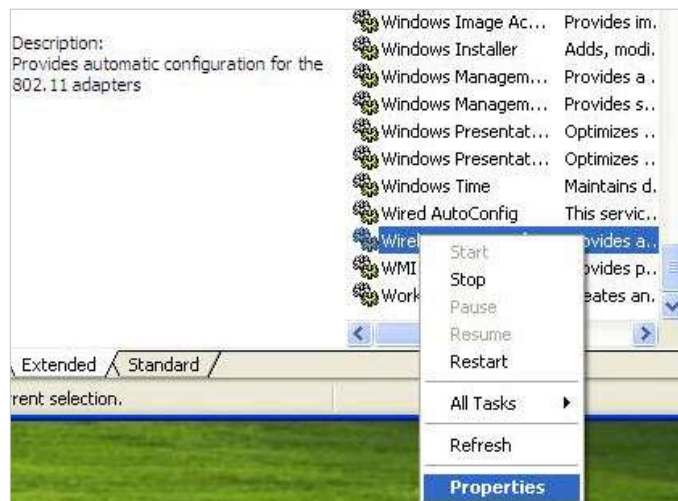 Description:
Provides automatic configuration for the
802.11 adapters
Windows Image Ac... Provides im.
Windows Installer Adds, modi.
Windows Managem... Provides a .
Windows Managem... Provides s..
Windows Presentat... Optimizes ..
Windows Presentat... Optimizes ..
Windows Time Maintains d.
Wired AutoConfig This servic..
Wirel ovides a..
WMI ovides p..
Work eates an.
Start
Stop
Pause
Resume
Restart
All Tasks
Refresh
Properties
Extended Standard
rrent selection.